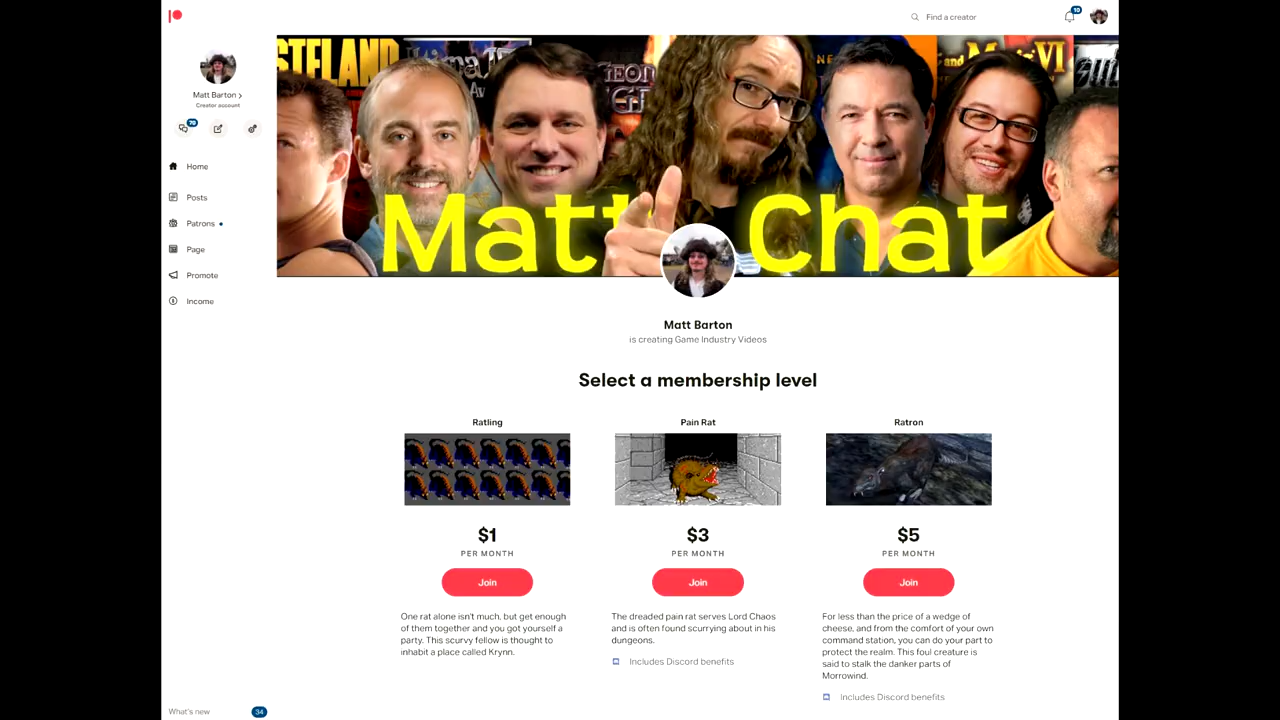 Find a creator
10
Matt Barton
Creator account
70
Home
Posts
Patrons
Page
Promote
Income
What's new
34
WASTELAND
and Magic VI
Matt Chat
Matt Barton
is creating Game Industry Videos
Select a membership level
Ratling
$1
PER MONTH
Join
One rat alone isn't much, but get enough
of them together and you got yourself a
party. This scurvy fellow is thought to
inhabit a place called Krynn.
Pain Rat
$3
PER MONTH
Join
The dreaded pain rat serves Lord Chaos
and is often found scurrying about in his
dungeons.
Includes Discord benefits
Ratron
$5
PER MONTH
Join
For less than the price of a wedge of
cheese, and from the comfort of your own
command station, you can do your part to
protect the realm. This foul creature is
said to stalk the danker parts of
Morrowind.
Includes Discord benefits